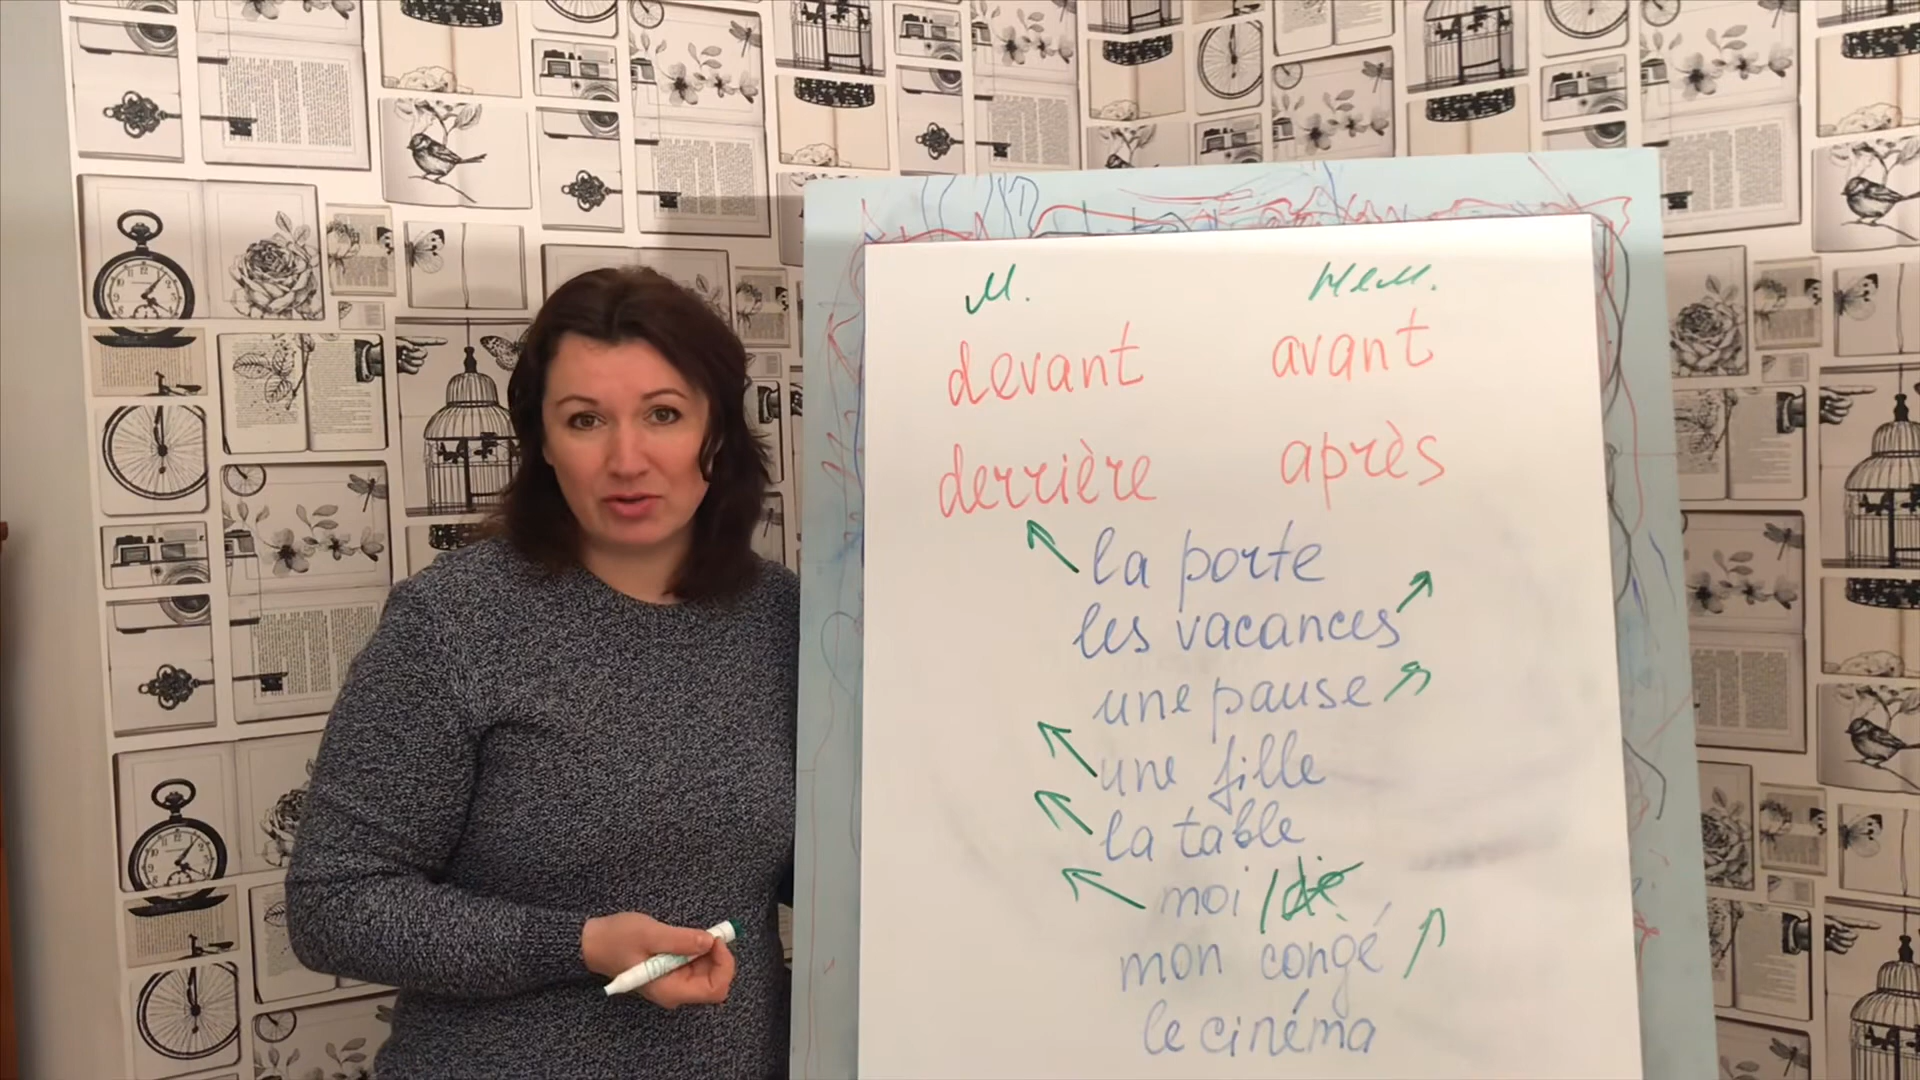 М. Нем.
devant avant
derrière après
la porte
les vacances
une pause
une fille
la table
moi /
mon congé
le cinéma